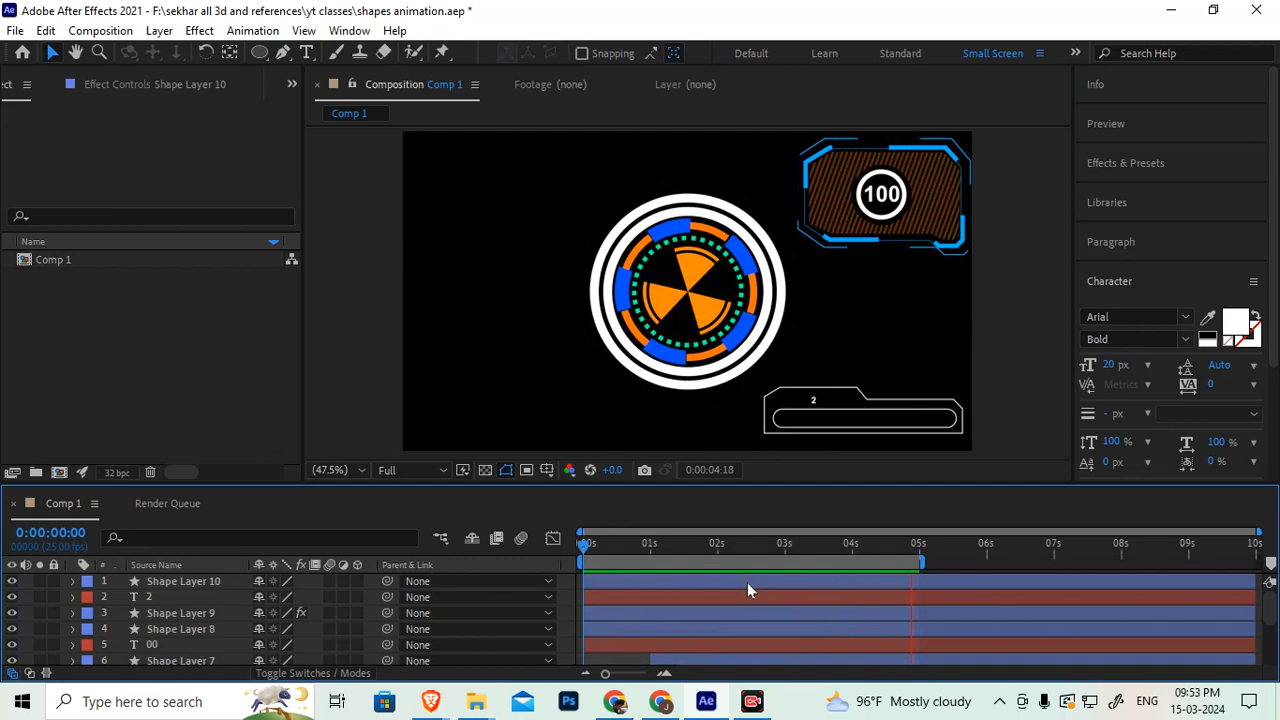 Adobe After Effects 2021 - F:\sekhar all 3d and references\yt classes\shapes animation.aep *
File Edit Composition Layer Effect Animation View Window Help
Snapping Default Learn Standard Small Screen Search Help
Effect Controls Shape Layer 10 Composition Comp 1 Footage (none) Layer (none) Info
Comp 1
Preview
Effects & Presets
100
Libraries
Name
Paragraph
Comp 1
Character
Arial
Bold
20 px Auto
Metrics 0
2
- px
100 % 100 %
32 bpc (47.5%) Full +0.0 0:00:04:18 0 px 0 %
Comp 1 Render Queue
0:00:00:00
00000 (25.00 fps)
:00s 01s 02s 03s 04s 05s 06s 07s 08s 09s 10s
# Source Name Parent & Link
1 Shape Layer 10 None
2 T 2 None
3 Shape Layer 9 fx None
4 Shape Layer 8 None
5 T 00 None
6 Shape Layer 7 None
Toggle Switches / Modes
Type here to search Ps Ae 96°F Mostly cloudy ENG 09:53 PM
15-03-2024